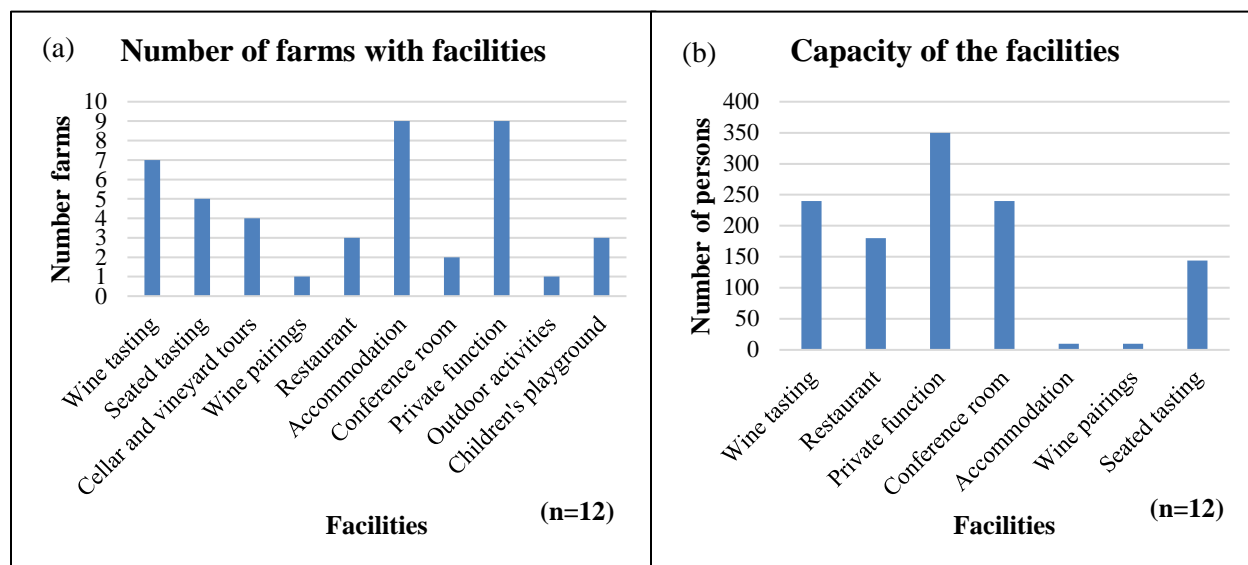 (a) Number of farms with facilities
Number farms
10
9
8
7
6
5
4
3
2
1
0
Wine tasting
Seated tasting
Cellar and vineyard tours
Wine pairings
Restaurant
Accommodation
Conference room
Private function
Outdoor activities
Children's playground
Facilities
(n=12)
(b) Capacity of the facilities
Number of persons
400
350
300
250
200
150
100
50
0
Wine tasting
Restaurant
Private function
Conference room
Accommodation
Wine pairings
Seated tasting
Facilities
(n=12)